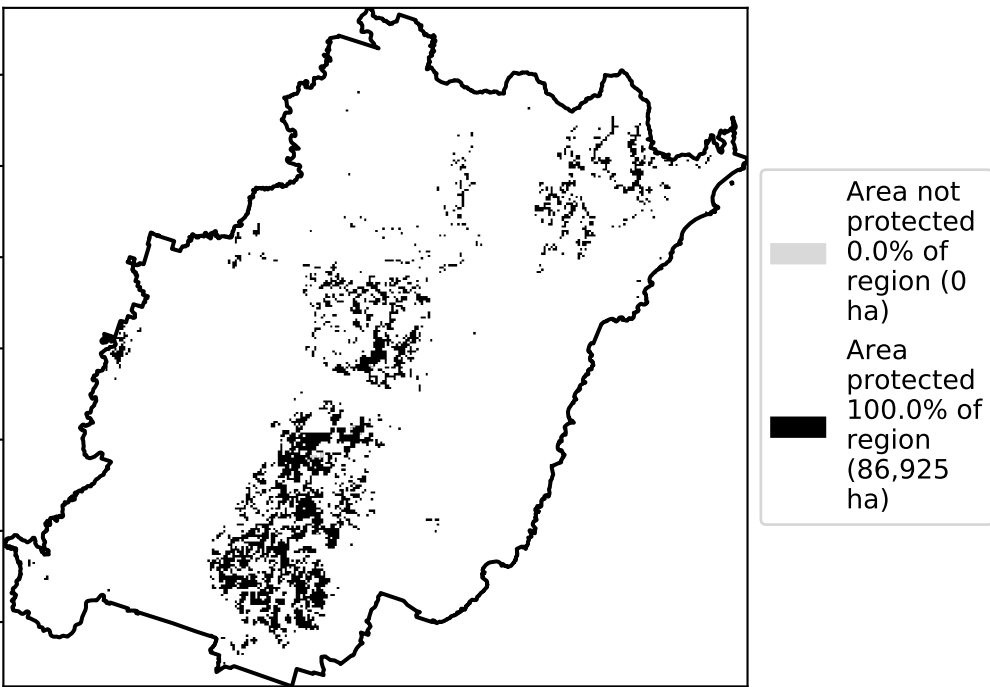 Area not
protected
0.0% of
region (0
ha)
Area
protected
100.0% of
region
(86,925
ha)